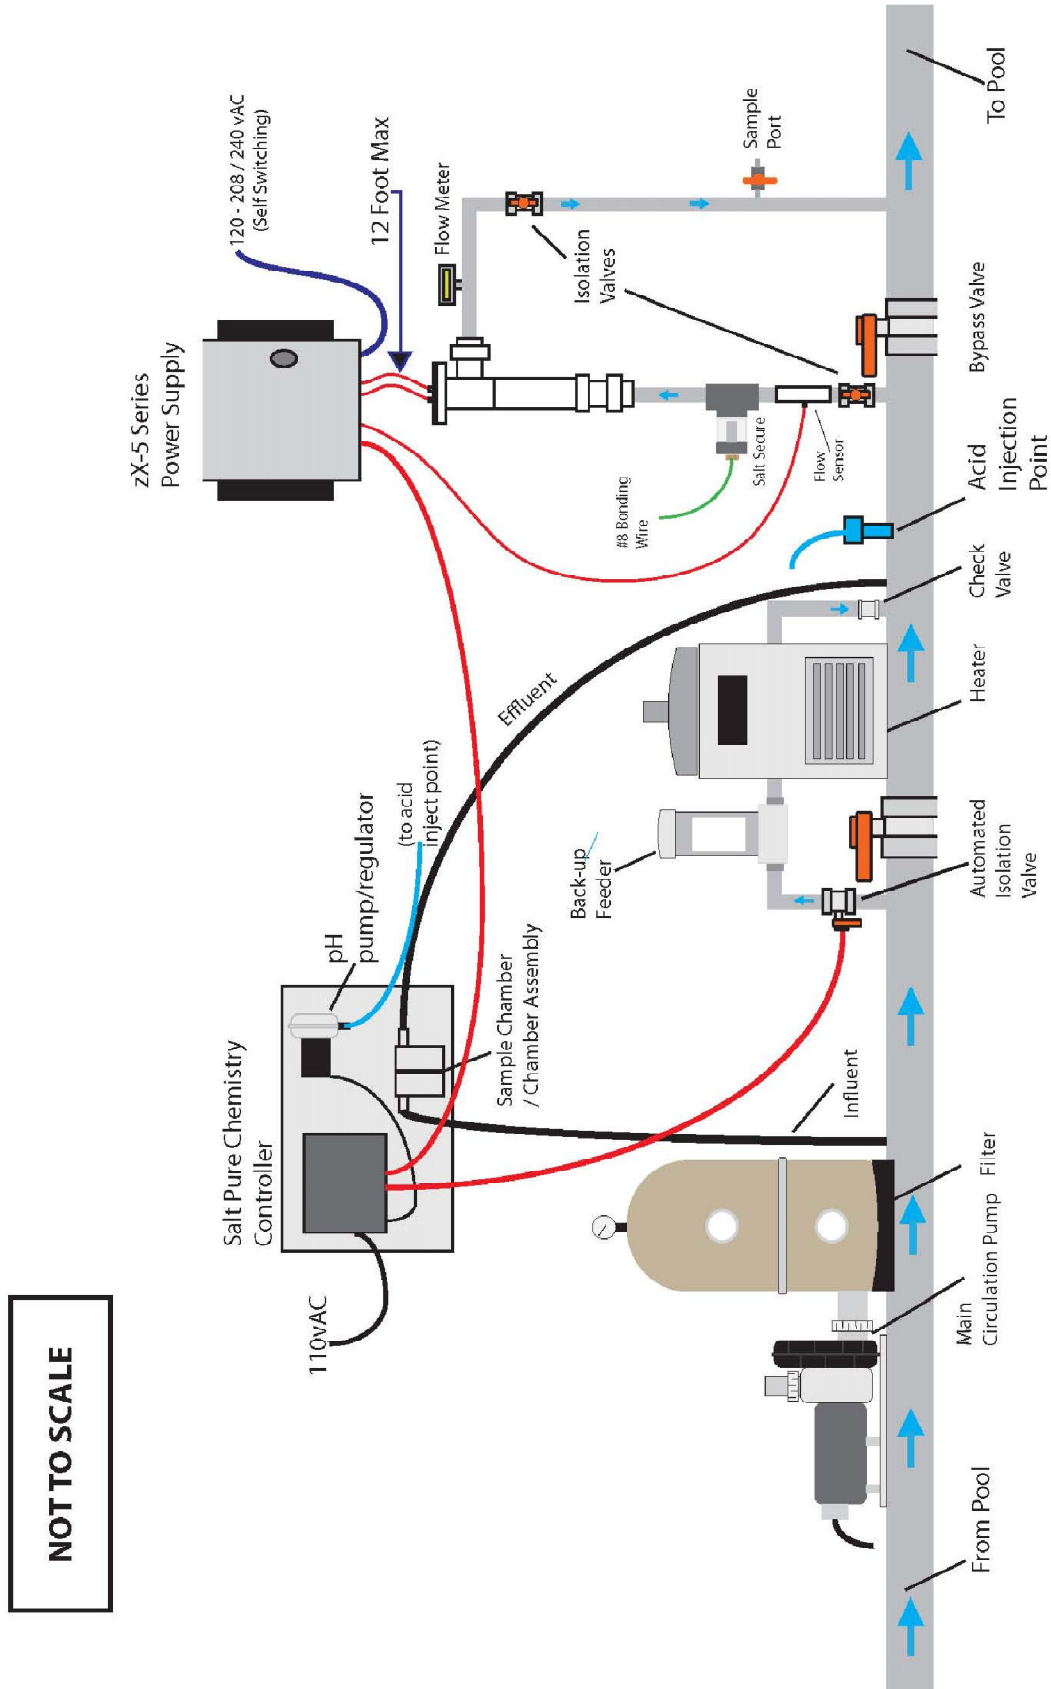 NOT TO SCALE
zX-5 Series
Power Supply
120 - 208 / 240 vAC
(Self Switching)
12 Foot Max
Flow Meter
Isolation
Valves
Sample
Port
To Pool
Salt Pure Chemistry
Controller
110vAC
pH
pump/regulator
(to acid
inject point)
Effluent
Sample Chamber
/ Chamber Assembly
#8 Bonding
Wire
Salt Secure
Flow
Sensor
Back-up
Feeder
Influent
From Pool
Main
Circulation Pump
Filter
Automated
Isolation
Valve
Heater
Check
Valve
Acid
Injection
Point
Bypass Valve